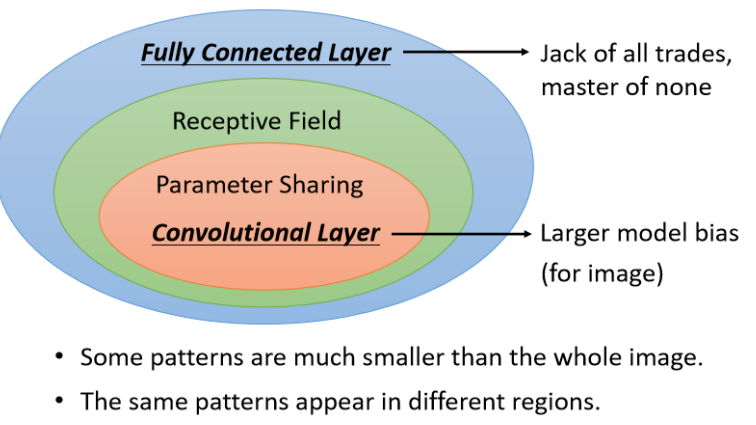 Fully Connected Layer
Jack of all trades,
master of none
Receptive Field
Parameter Sharing
Convolutional Layer
Larger model bias
(for image)
• Some patterns are much smaller than the whole image.
• The same patterns appear in different regions.